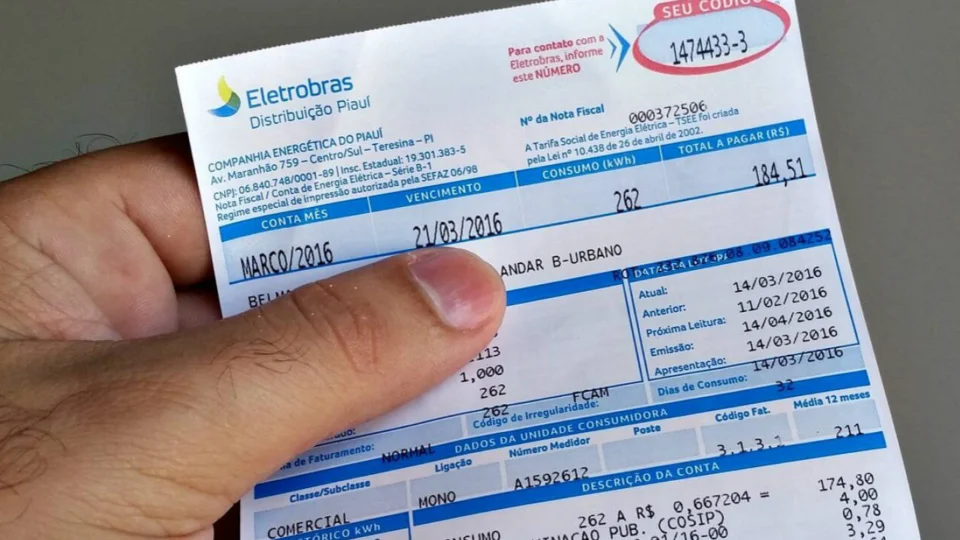 SEU CÓDIGO
1474433-3
Para contato com a
Eletrobras, informe
este NÚMERO
Eletrobras
Distribuição Piauí
Nº da Nota Fiscal 000372506
A Tarifa Social de Energia Elétrica – TSEE foi criada
pela Lei nº 10.438 de 26 de abril de 2002.
COMPANHIA ENERGÉTICA DO PIAUÍ
Av. Maranhão 759 – Centro/Sul – Teresina – PI
CNPJ: 06.840.748/0001-89 | Insc. Estadual: 19.301.383-5
Nota Fiscal / Conta de Energia Elétrica – Série B-1
Regime especial de impressão autorizada pela SEFAZ 06/98
CONTA MÊS VENCIMENTO CONSUMO (kWh) TOTAL A PAGAR (R$)
MARCO/2016 21/03/2016 262 184,51
ANDAR B-URBANO
Atual: 14/03/2016
Anterior: 11/02/2016
Próxima Leitura: 14/04/2016
Emissão: 14/03/2016
Apresentação: 14/03/2016
Dias de Consumo: 32
1,000
262
262 FCAM
Código de Irregularidade:
de Faturamento: NORMAL
DADOS DA UNIDADE CONSUMIDORA
Classe/Subclasse Ligação Número Medidor Poste Código Fat. Média 12 meses
COMERCIAL MONO A1592612 3.1.3.1 211
DESCRIÇÃO DA CONTA
kWh
262 A R$ 0,667204 = 174,80
PUB. (COSIP) 4,00
01/16-00 0,78
3,29